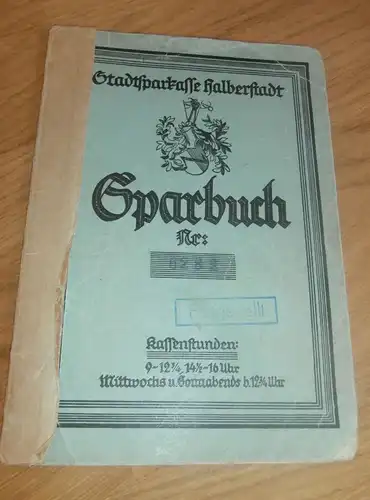 Stadtsparkasse Halberstadt
Sparbuch
Nr:
Kassenstunden:
9-12¾, 14½-16 Uhr
Mittwochs u. Sonnabends b. 12¾ Uhr